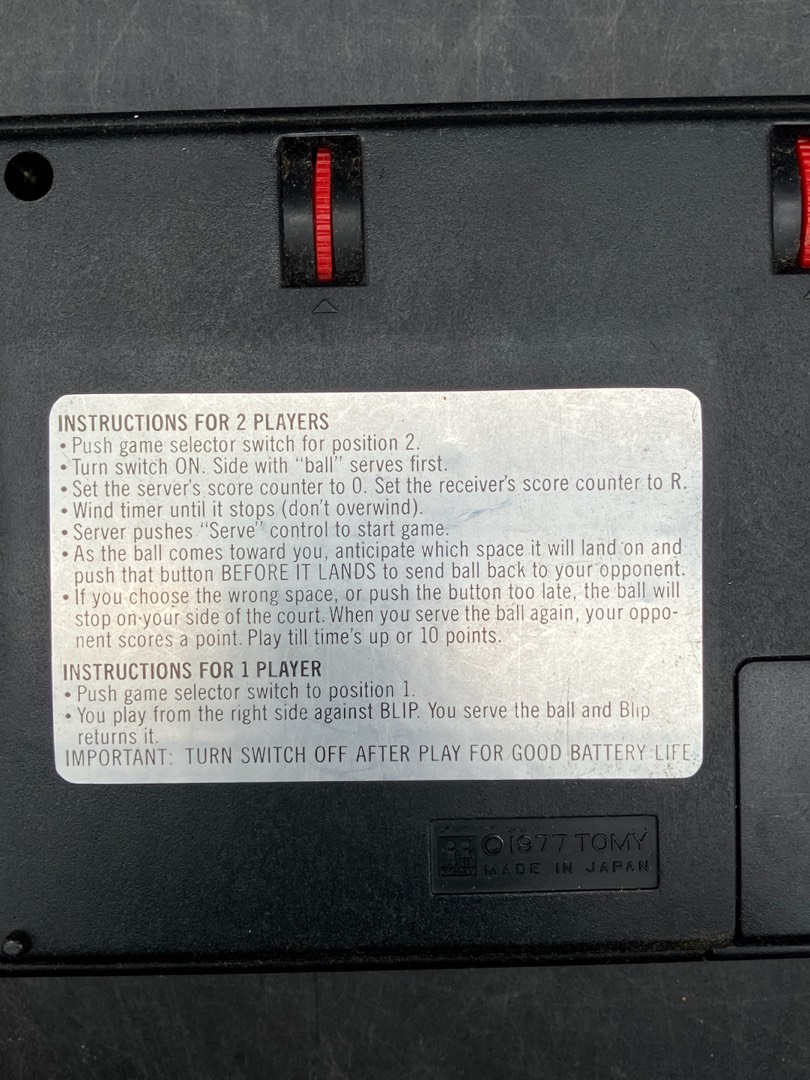 INSTRUCTIONS FOR 2 PLAYERS
• Push game selector switch for position 2.
• Turn switch ON. Side with "ball" serves first.
• Set the server's score counter to 0. Set the receiver's score counter to R.
• Wind timer until it stops (don't overwind).
• Server pushes "Serve" control to start game.
• As the ball comes toward you, anticipate which space it will land on and
push that button BEFORE IT LANDS to send ball back to your opponent.
• If you choose the wrong space, or push the button too late, the ball will
stop on your side of the court. When you serve the ball again, your oppo-
nent scores a point. Play till time's up or 10 points.
INSTRUCTIONS FOR 1 PLAYER
• Push game selector switch to position 1.
• You play from the right side against BLIP. You serve the ball and Blip
returns it.
IMPORTANT: TURN SWITCH OFF AFTER PLAY FOR GOOD BATTERY LIFE
© 1977 TOMY
MADE IN JAPAN